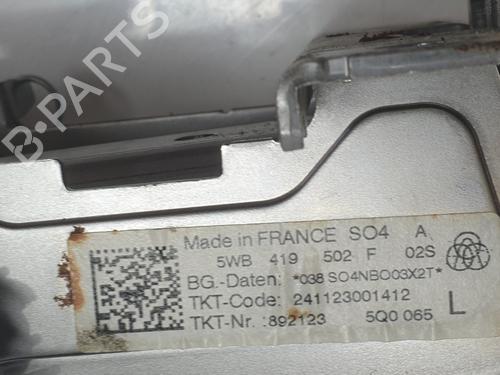 B-PARTS
Made in FRANCE SO4 A
5WB 419 502 F 02S
BG.-Daten: *038 SO4NBO03X2T*
TKT-Code: 241123001412
TKT-Nr.: 892123 5Q0 065 L